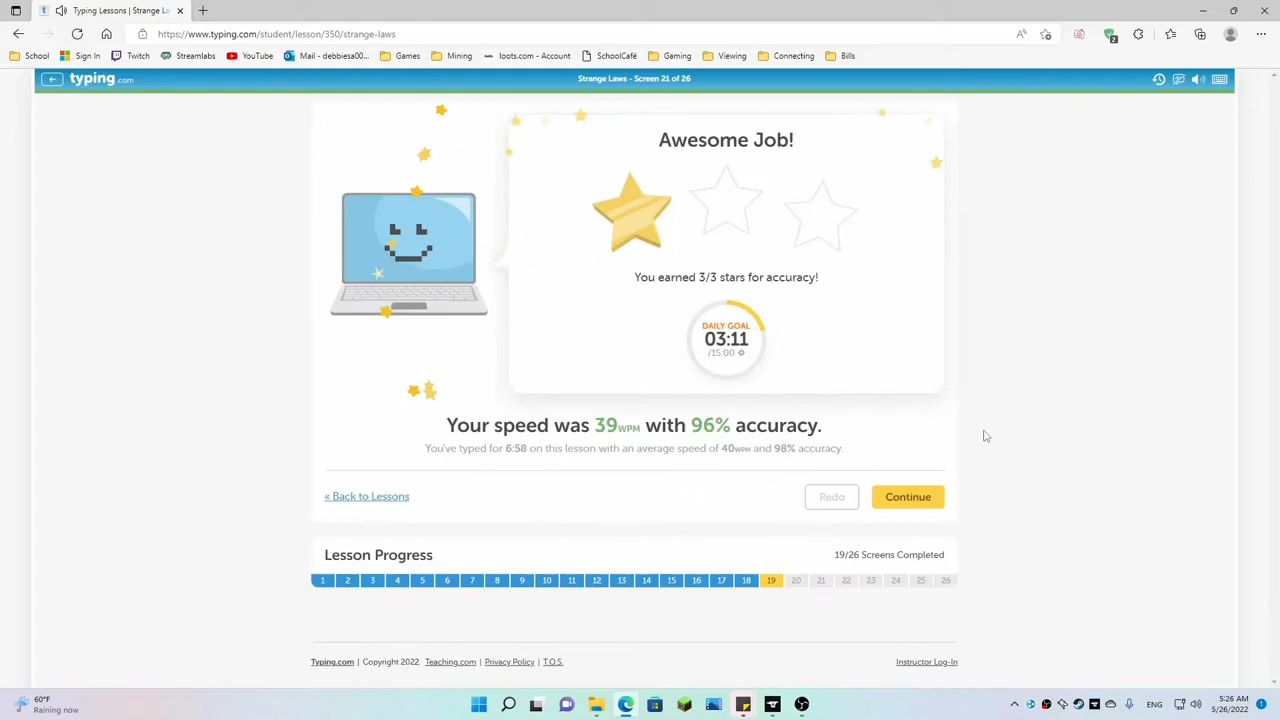 Typing Lessons | Strange Law
https://www.typing.com/student/lesson/350/strange-laws
School
Sign In
Twitch
Streamlabs
YouTube
Mail - debbiesa00...
Games
Mining
loots.com - Account
SchoolCafé
Gaming
Viewing
Connecting
Bills
typing.com
Strange Laws - Screen 21 of 26
Awesome Job!
You earned 3/3 stars for accuracy!
DAILY GOAL
03:11
/15:00
Your speed was 39WPM with 96% accuracy.
You've typed for 6:58 on this lesson with an average speed of 40WPM and 98% accuracy.
« Back to Lessons
Redo
Continue
Lesson Progress
19/26 Screens Completed
1 2 3 4 5 6 7 8 9 10 11 12 13 14 15 16 17 18 19 20 21 22 23 24 25 26
Typing.com | Copyright 2022 Teaching.com | Privacy Policy | T.O.S.
Instructor Log-In
60°F
Raining now
ENG
5:26 AM
5/26/2022